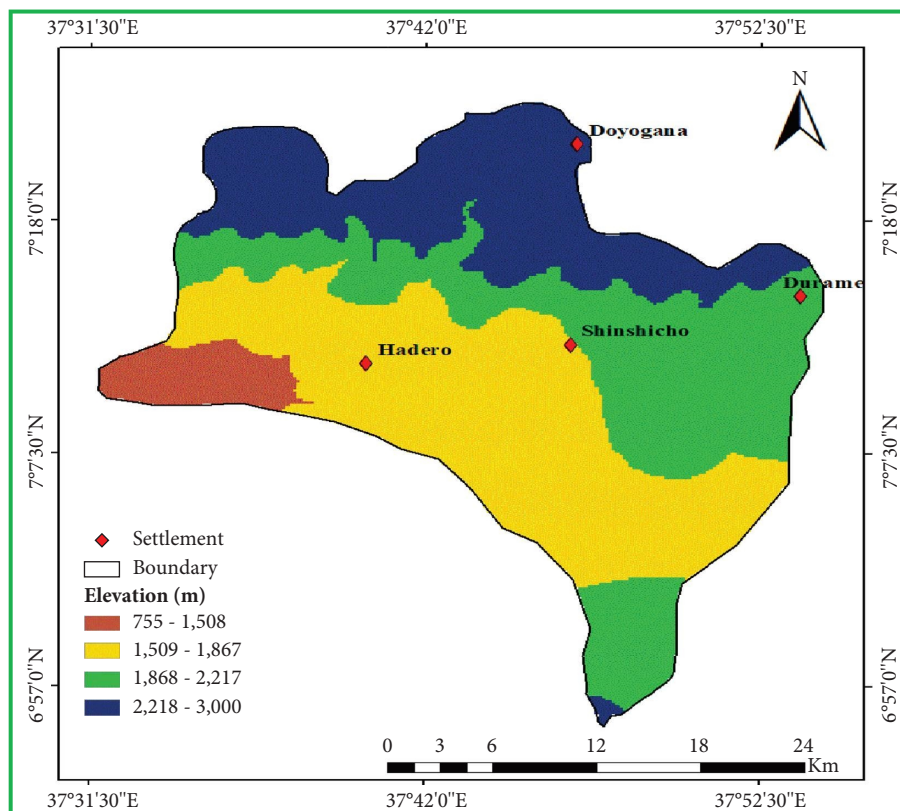 37°31'30"E 37°42'0"E 37°52'30"E
N
Doyogana
7°18'0"N 7°18'0"N
Durame
Shinshicho
Hadero
7°7'30"N 7°7'30"N
Settlement
Boundary
Elevation (m)
755 - 1,508
1,509 - 1,867
1,868 - 2,217
2,218 - 3,000
6°57'0"N 6°57'0"N
0 3 6 12 18 24
Km
37°31'30"E 37°42'0"E 37°52'30"E